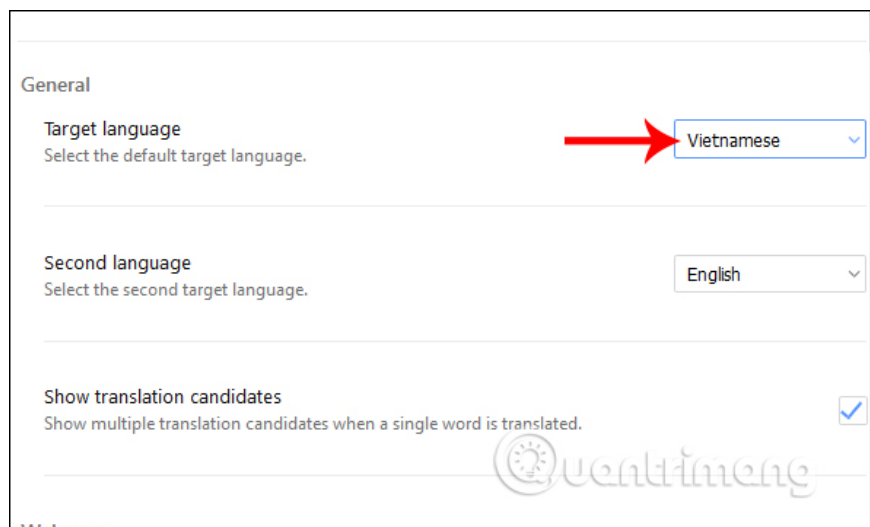 General
Target language
Vietnamese
Select the default target language.
Second language
English
Select the second target language.
Show translation candidates
Show multiple translation candidates when a single word is translated.
Quantrimang